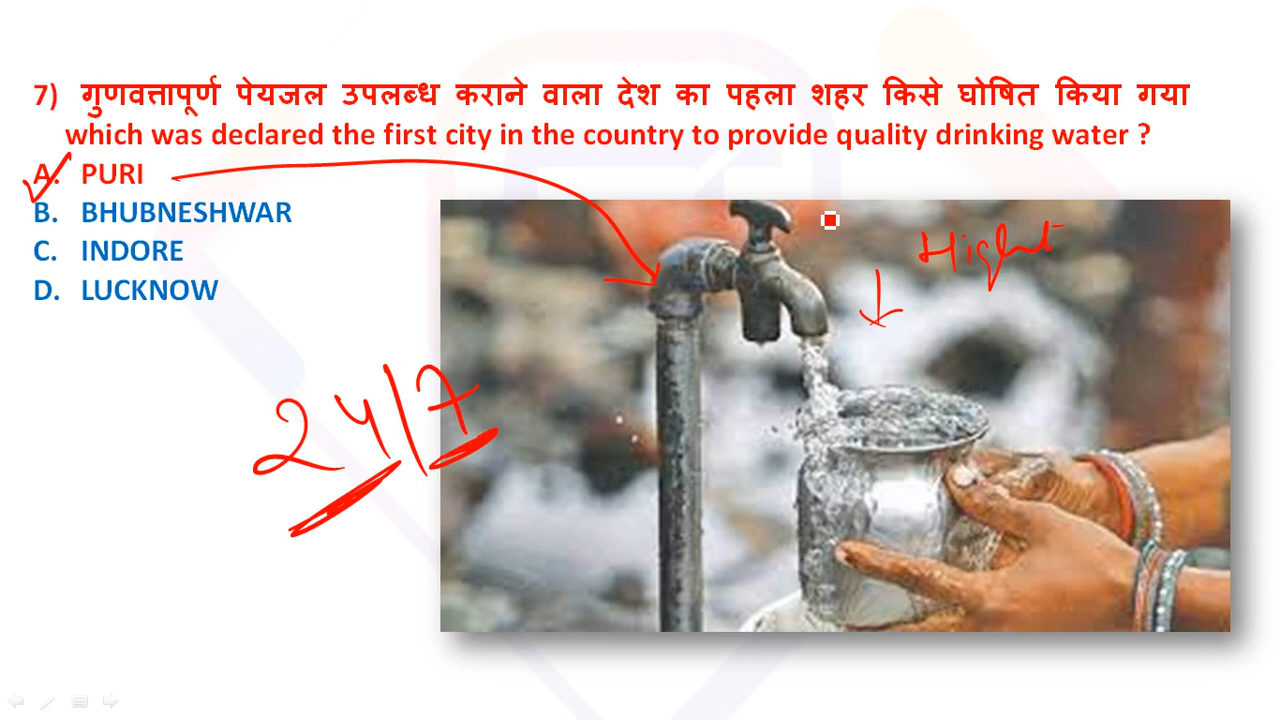 7) गुणवत्तापूर्ण पेयजल उपलब्ध कराने वाला देश का पहला शहर किसे घोषित किया गया
which was declared the first city in the country to provide quality drinking water ?
A. PURI
B. BHUBNESHWAR
C. INDORE
D. LUCKNOW
Hight
24/7